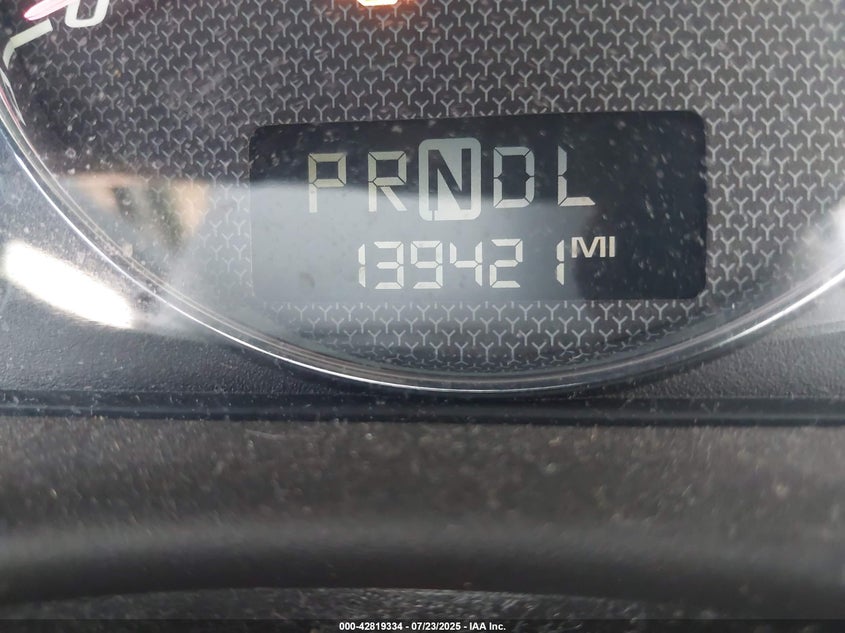 PRNDL
139421 MI
000-42819334 / 07/23/2025 - IAA Inc.